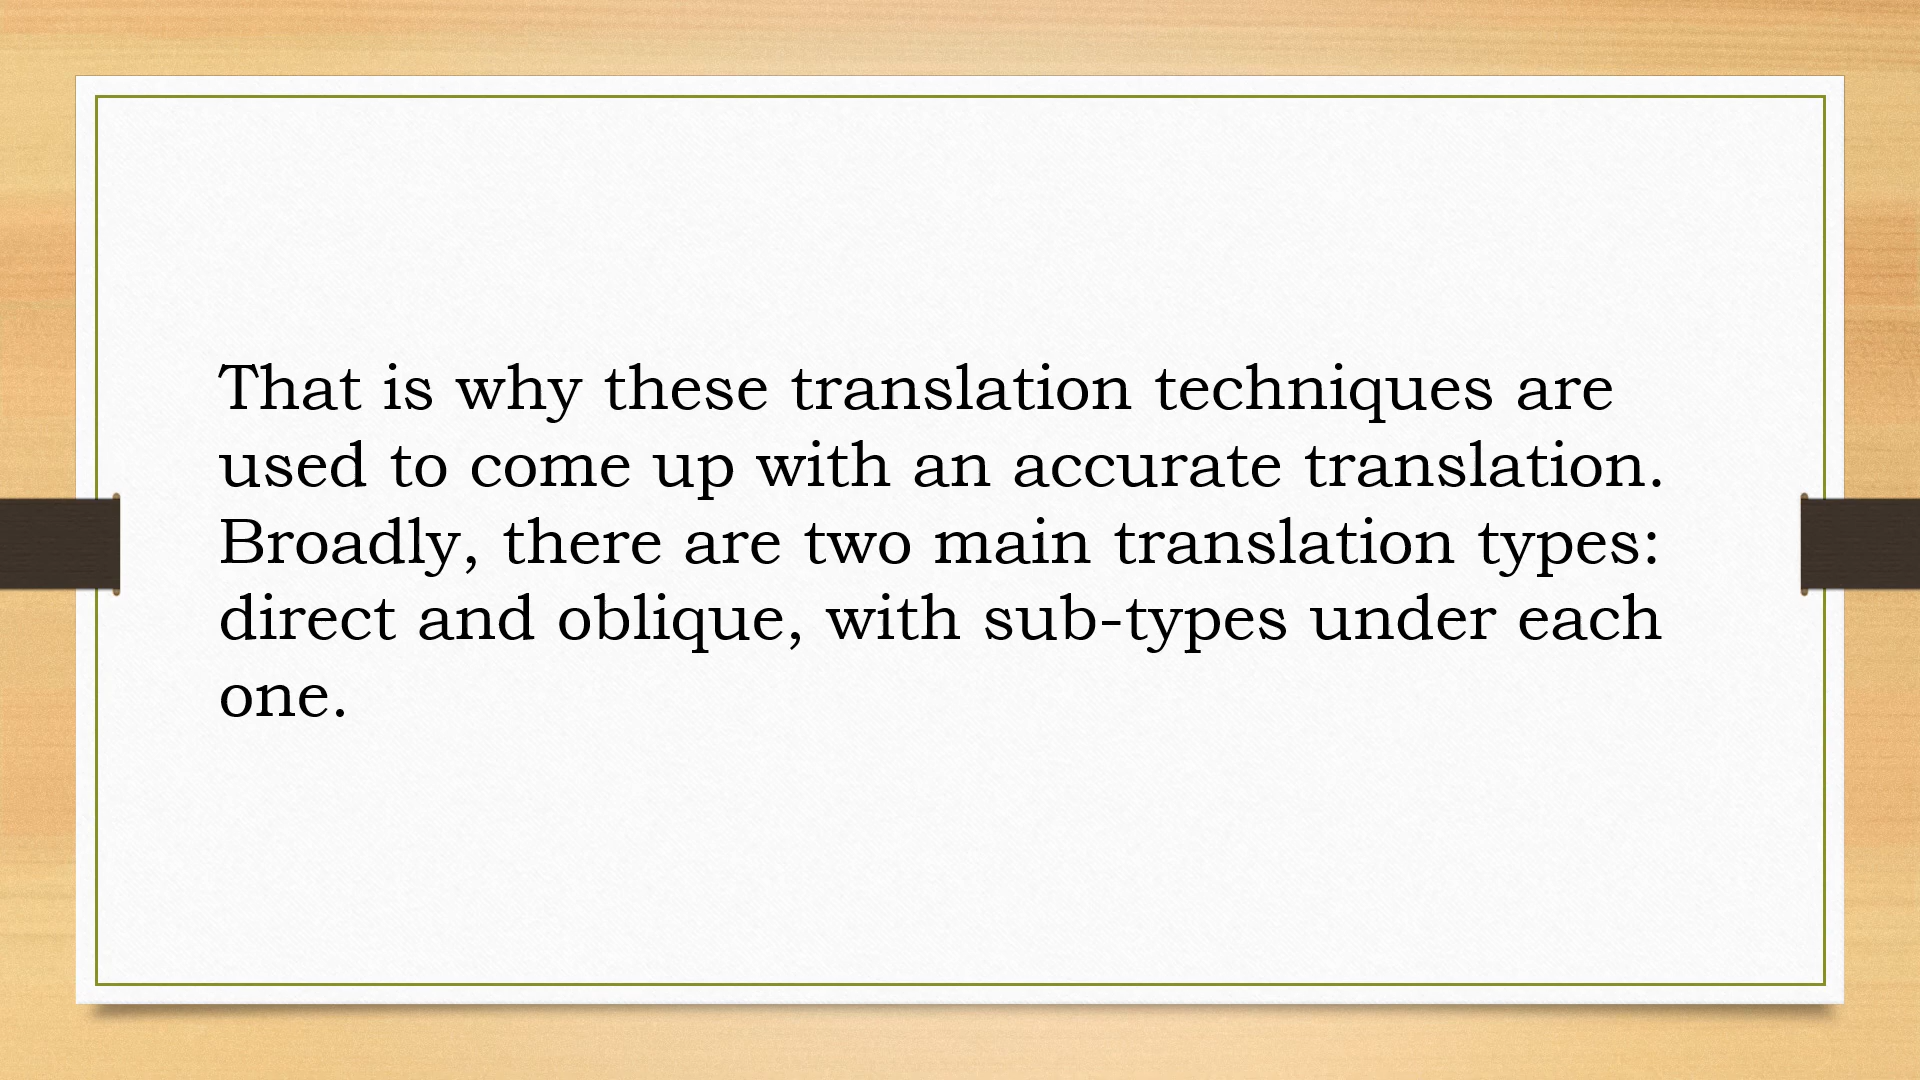 That is why these translation techniques are
used to come up with an accurate translation.
Broadly, there are two main translation types:
direct and oblique, with sub-types under each
one.